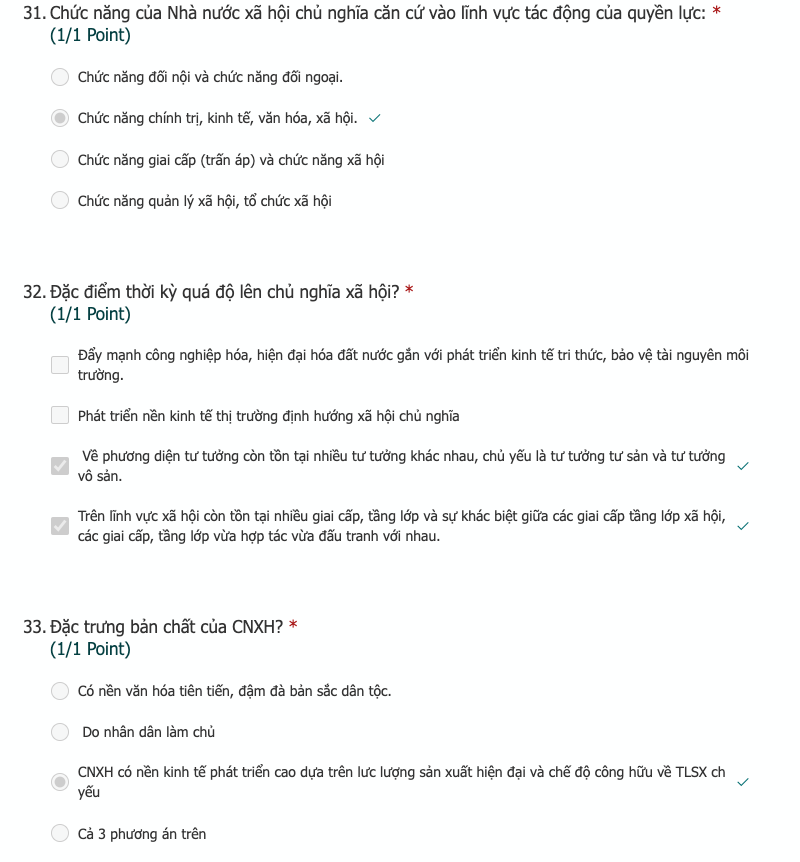 31. Chức năng của Nhà nước xã hội chủ nghĩa căn cứ vào lĩnh vực tác động của quyền lực: *
(1/1 Point)
Chức năng đối nội và chức năng đối ngoại.
Chức năng chính trị, kinh tế, văn hóa, xã hội.
Chức năng giai cấp (trấn áp) và chức năng xã hội
Chức năng quản lý xã hội, tổ chức xã hội
32. Đặc điểm thời kỳ quá độ lên chủ nghĩa xã hội? *
(1/1 Point)
Đẩy mạnh công nghiệp hóa, hiện đại hóa đất nước gắn với phát triển kinh tế tri thức, bảo vệ tài nguyên môi
trường.
Phát triển nền kinh tế thị trường định hướng xã hội chủ nghĩa
Về phương diện tư tưởng còn tồn tại nhiều tư tưởng khác nhau, chủ yếu là tư tưởng tư sản và tư tưởng
vô sản.
Trên lĩnh vực xã hội còn tồn tại nhiều giai cấp, tầng lớp và sự khác biệt giữa các giai cấp tầng lớp xã hội,
các giai cấp, tầng lớp vừa hợp tác vừa đấu tranh với nhau.
33. Đặc trưng bản chất của CNXH? *
(1/1 Point)
Có nền văn hóa tiên tiến, đậm đà bản sắc dân tộc.
Do nhân dân làm chủ
CNXH có nền kinh tế phát triển cao dựa trên lưc lượng sản xuất hiện đại và chế độ công hữu về TLSX ch
yếu
Cả 3 phương án trên